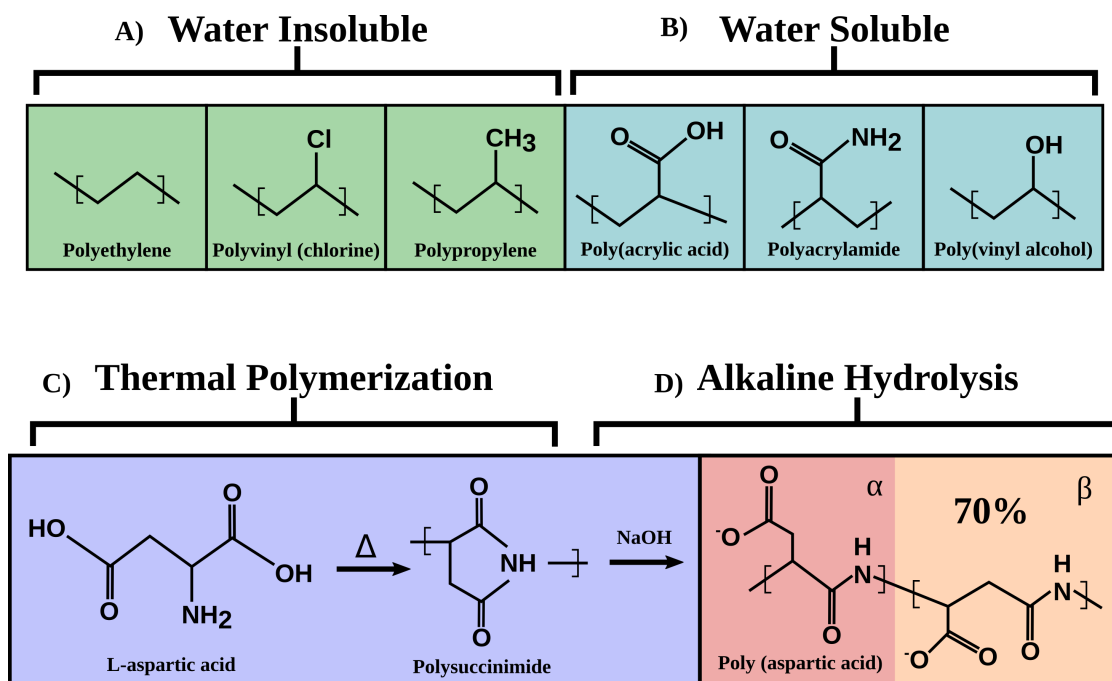 A) Water Insoluble
B) Water Soluble
Cl
CH3
O OH
O NH2
OH
Polyethylene
Polyvinyl (chlorine)
Polypropylene
Poly(acrylic acid)
Polyacrylamide
Poly(vinyl alcohol)
C) Thermal Polymerization
D) Alkaline Hydrolysis
HO
O
O
OH
NH2
L-aspartic acid
Δ
O
NH
O
Polysuccinimide
NaOH
O
-O
H
N
O
α
Poly (aspartic acid)
70%
β
H
N
O
-O
O